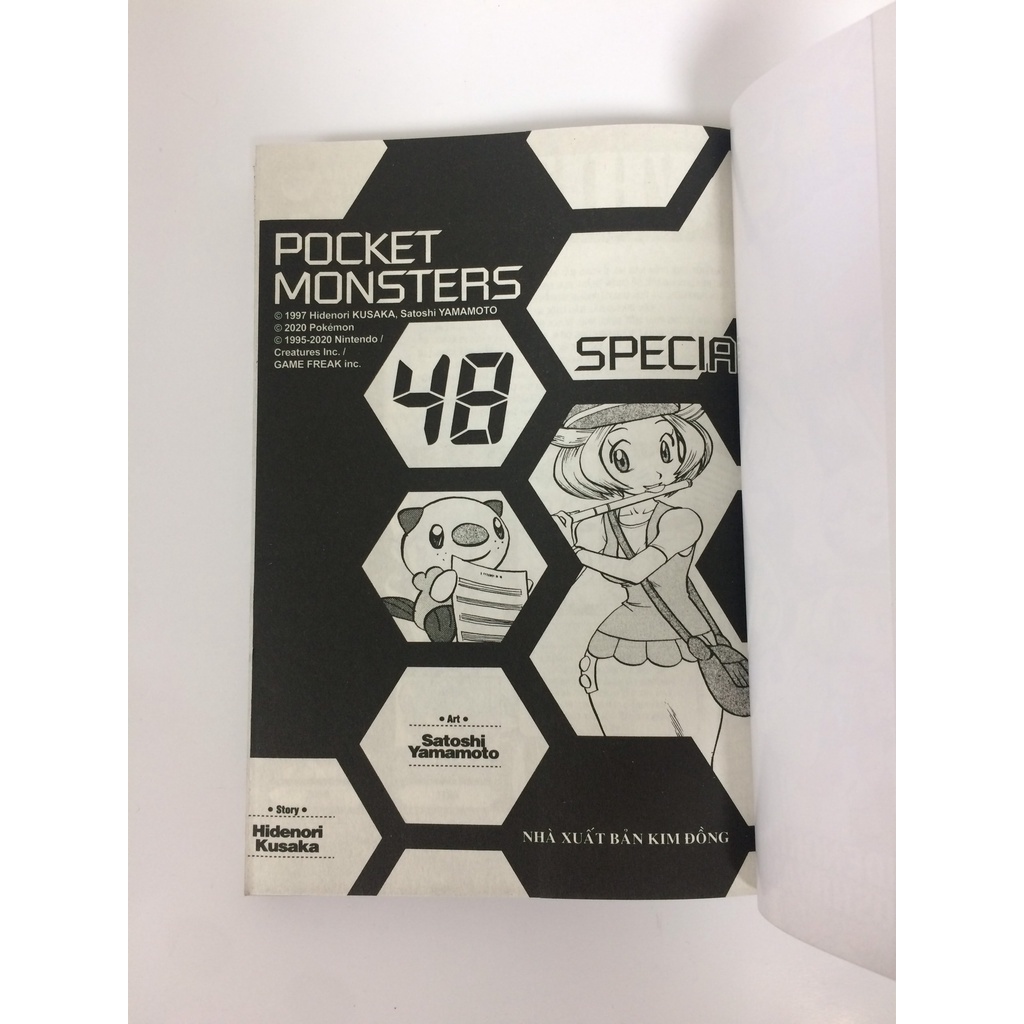 POCKET
MONSTERS
© 1997 Hidenori KUSAKA, Satoshi YAMAMOTO
© 2020 Pokémon
© 1995-2020 Nintendo /
Creatures Inc. /
GAME FREAK inc.
48
SPECIA
• Art •
Satoshi
Yamamoto
• Story •
Hidenori
Kusaka
NHÀ XUẤT BẢN KIM ĐỒNG